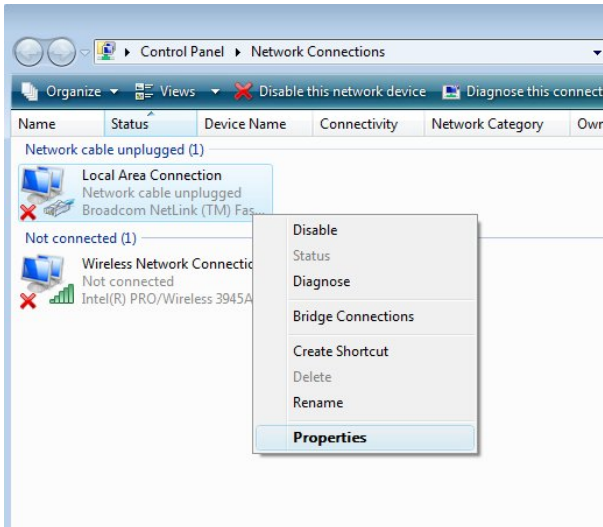 Control Panel Network Connections
Organize Views Disable this network device Diagnose this connect
Name Status Device Name Connectivity Network Category Own
Network cable unplugged (1)
Local Area Connection
Network cable unplugged
Broadcom NetLink (TM) Fas...
Not connected (1)
Wireless Network Connectio
Not connected
Intel(R) PRO/Wireless 3945A
Disable
Status
Diagnose
Bridge Connections
Create Shortcut
Delete
Rename
Properties